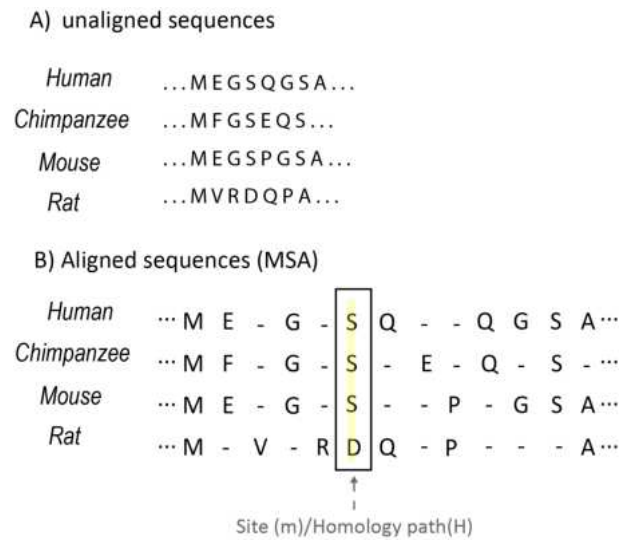 A) unaligned sequences
Human ...MEGSQGSA...
Chimpanzee ...MFGSEQS...
Mouse ...MEGSPGSA...
Rat ...MVRDQPA...
B) Aligned sequences (MSA)
Human ··· M E - G - S Q - - Q G S A ···
Chimpanzee ··· M F - G - S - E - Q - S - ···
Mouse ··· M E - G - S - - P - G S A ···
Rat ··· M - V - R D Q - P - - - A ···
Site (m)/Homology path(H)